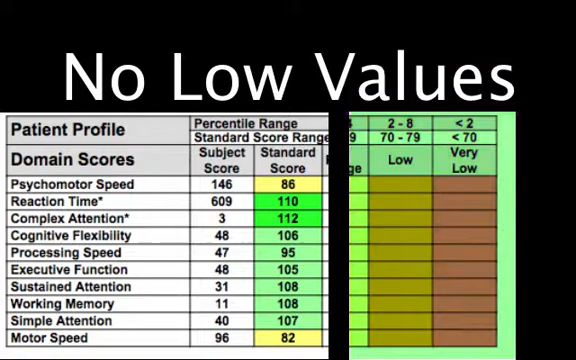 No Low Values
Patient Profile Percentile Range 2 - 8 < 2
Standard Score Range 9 70 - 79 < 70
Domain Scores Subject Score Standard Score ge Low Very Low
Psychomotor Speed 146 86
Reaction Time* 609 110
Complex Attention* 3 112
Cognitive Flexibility 48 106
Processing Speed 47 95
Executive Function 48 105
Sustained Attention 31 108
Working Memory 11 108
Simple Attention 40 107
Motor Speed 96 82